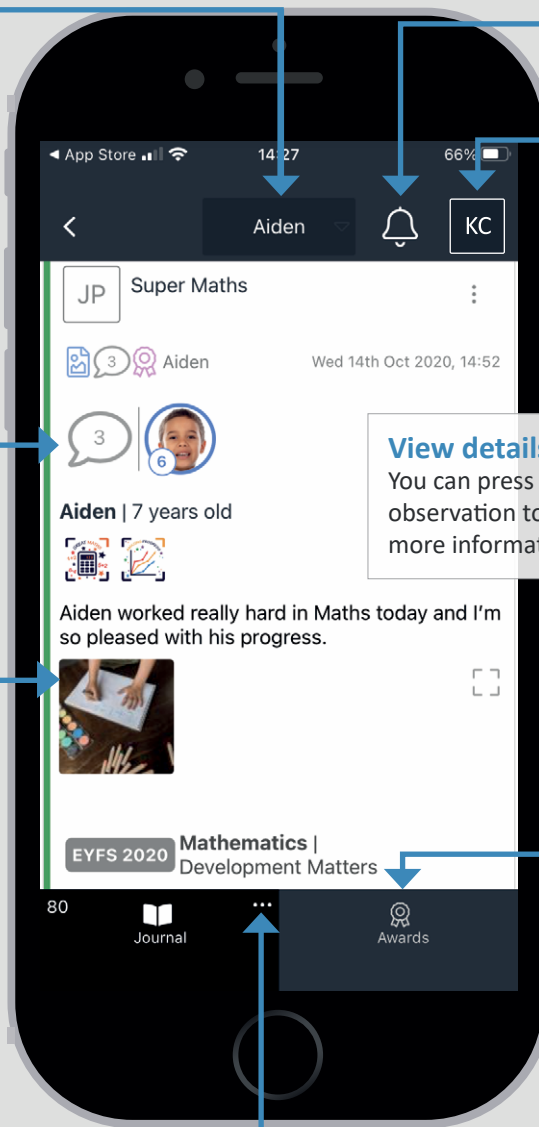 App Store 14:27 66%
Aiden KC
JP Super Maths
3 Aiden Wed 14th Oct 2020, 14:52
3 6
View details
You can press
observation to
more informat
Aiden | 7 years old
Aiden worked really hard in Maths today and I'm
so pleased with his progress.
EYFS 2020 Mathematics |
Development Matters
80
Journal ... Awards